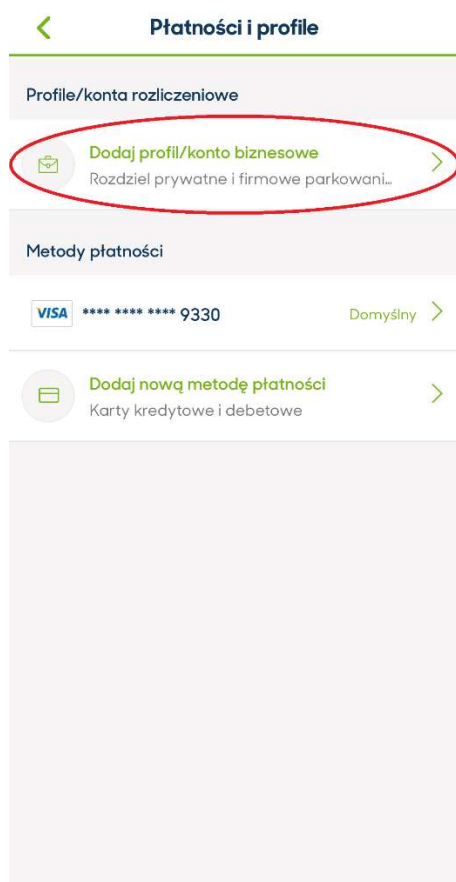 Płatności i profile
Profile/konta rozliczeniowe
Dodaj profil/konto biznesowe
Rozdziel prywatne i firmowe parkowani...
Metody płatności
VISA **** **** **** 9330 Domyślny
Dodaj nową metodę płatności
Karty kredytowe i debetowe